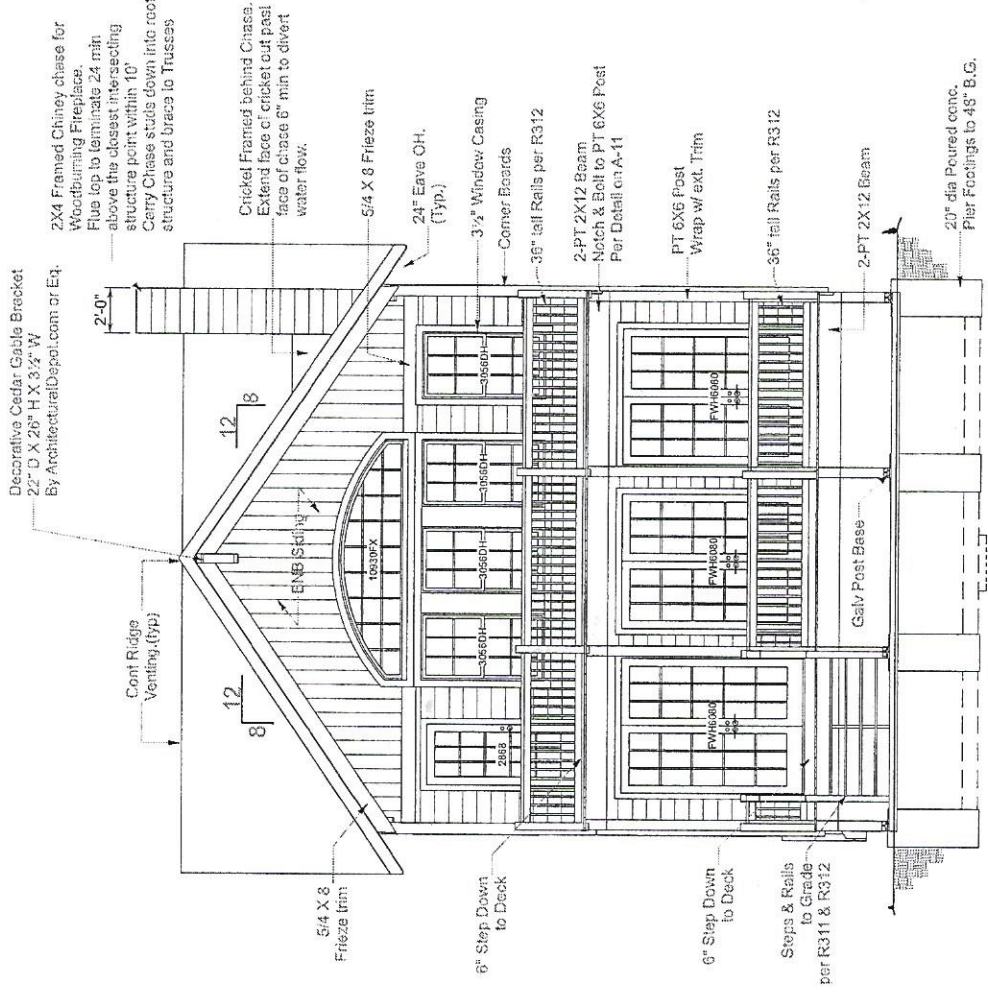 Decorative Cedar Gable Bracket
22" D X 26" H X 3½" W
By ArchitecturalDepot.com or Eq.
2X4 Framed Chiney chase for
Woodburning Fireplace.
Flue top to terminate 24 min
above the closest intersecting
structure point within 10'
Carry Chase studs down into roof
structure and brace to Trusses
2'-0"
Cricket Framed behind Chase.
Extend face of cricket out past
face of chase 6" min to divert
water flow.
Cont Ridge
Venting.(typ)
12
8
12
8
BNB Siding
5/4 X 8
Frieze trim
5/4 X 8 Frieze trim
24" Eave OH.
(Typ.)
3½" Window Casing
Corner Boards
36" tall Rails per R312
2-PT 2X12 Beam
Notch & Bolt to PT 6X6 Post
Per Detail on A-11
PT 6X6 Post
Wrap w/ ext. Trim
36" tall Rails per R312
2-PT 2X12 Beam
20" dia Poured conc.
Pier Footings to 48" B.G.
10930FX
2868
3056DH
3056DH
3056DH
3056DH
6" Step Down
to Deck
FWH6080
FWH6080
FWH6080
6" Step Down
to Deck
Steps & Rails
to Grade
per R311 & R312
Galv Post Base